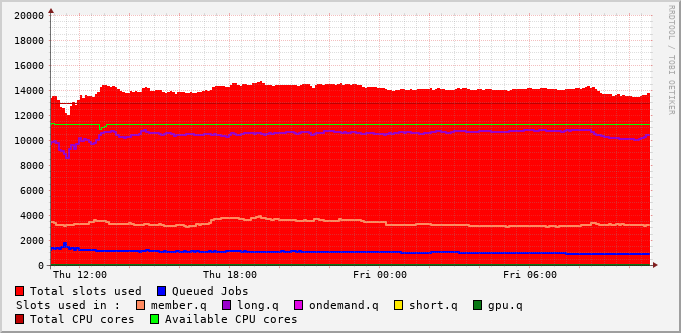 RRDTOOL / TOBI OETIKER
20000
18000
16000
14000
12000
10000
8000
6000
4000
2000
0
Thu 12:00 Thu 18:00 Fri 00:00 Fri 06:00
Total slots used Queued Jobs
Slots used in : member.q long.q ondemand.q short.q gpu.q
Total CPU cores Available CPU cores